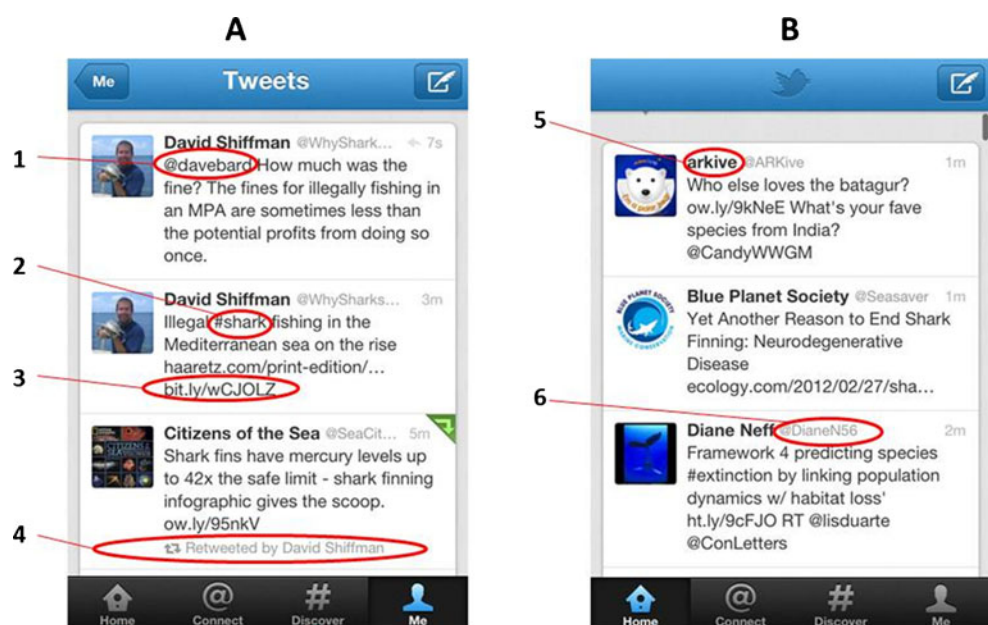 A
B
Me
Tweets
1
David Shiffman @WhyShark... 7s
@davebard How much was the
fine? The fines for illegally fishing in
an MPA are sometimes less than
the potential profits from doing so
once.
2
David Shiffman @WhySharks... 3m
Illegal #shark fishing in the
Mediterranean sea on the rise
haaretz.com/print-edition/...
3
bit.ly/wCJOLZ
Citizens of the Sea @SeaCit... 5m
Shark fins have mercury levels up
to 42x the safe limit - shark finning
infographic gives the scoop.
ow.ly/95nkV
4
Retweeted by David Shiffman
Home
Connect
Discover
Me
5
arkive @ARKive 1m
Who else loves the batagur?
ow.ly/9kNeE What's your fave
species from India?
@CandyWWGM
Blue Planet Society @Seasaver 1m
Yet Another Reason to End Shark
Finning: Neurodegenerative
Disease
ecology.com/2012/02/27/sha...
6
Diane Neff @DianeN56 2m
Framework 4 predicting species
#extinction by linking population
dynamics w/ habitat loss'
ht.ly/9cFJO RT @lisduarte
@ConLetters
Home
Connect
Discover
Me